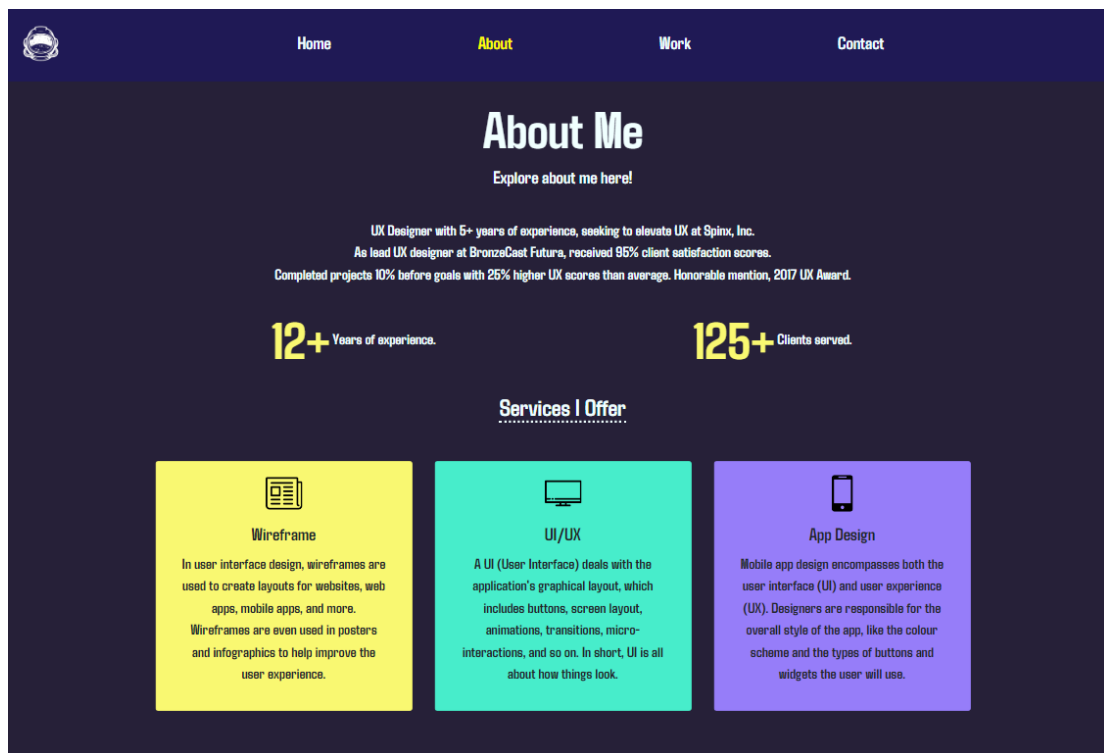 Home About Work Contact
About Me
Explore about me here!
UX Designer with 5+ years of experience, seeking to elevate UX at Spinx, Inc.
As lead UX designer at BronzeCast Futura, received 95% client satisfaction scores.
Completed projects 10% before goals with 25% higher UX scores than average. Honorable mention, 2017 UX Award.
12+ Years of experience.
125+ Clients served.
Services I Offer
Wireframe
In user interface design, wireframes are
used to create layouts for websites, web
apps, mobile apps, and more.
Wireframes are even used in posters
and infographics to help improve the
user experience.
UI/UX
A UI (User Interface) deals with the
application's graphical layout, which
includes buttons, screen layout,
animations, transitions, micro-
interactions, and so on. In short, UI is all
about how things look.
App Design
Mobile app design encompasses both the
user interface (UI) and user experience
(UX). Designers are responsible for the
overall style of the app, like the colour
scheme and the types of buttons and
widgets the user will use.